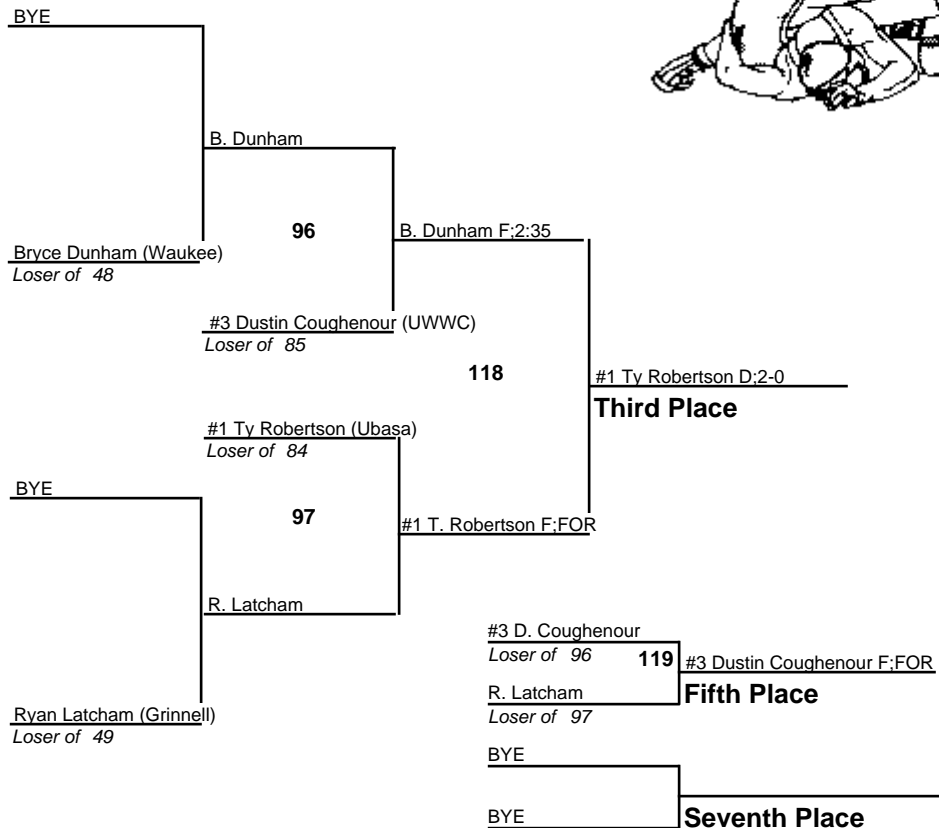 BYE
B. Dunham
96
B. Dunham F;2:35
Bryce Dunham (Waukee)
Loser of 48
#3 Dustin Coughenour (UWWC)
Loser of 85
118
#1 Ty Robertson D;2-0
Third Place
#1 Ty Robertson (Ubasa)
Loser of 84
BYE
97
#1 T. Robertson F;FOR
R. Latcham
Ryan Latcham (Grinnell)
Loser of 49
#3 D. Coughenour
Loser of 96
119
#3 Dustin Coughenour F;FOR
Fifth Place
R. Latcham
Loser of 97
BYE
BYE
Seventh Place